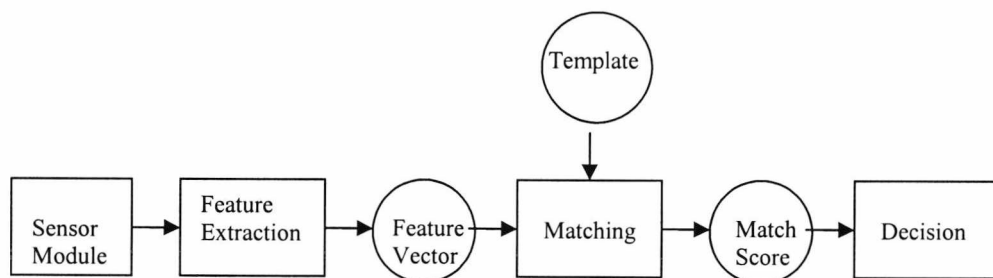 Template
Sensor
Module
Feature
Extraction
Feature
Vector
Matching
Match
Score
Decision